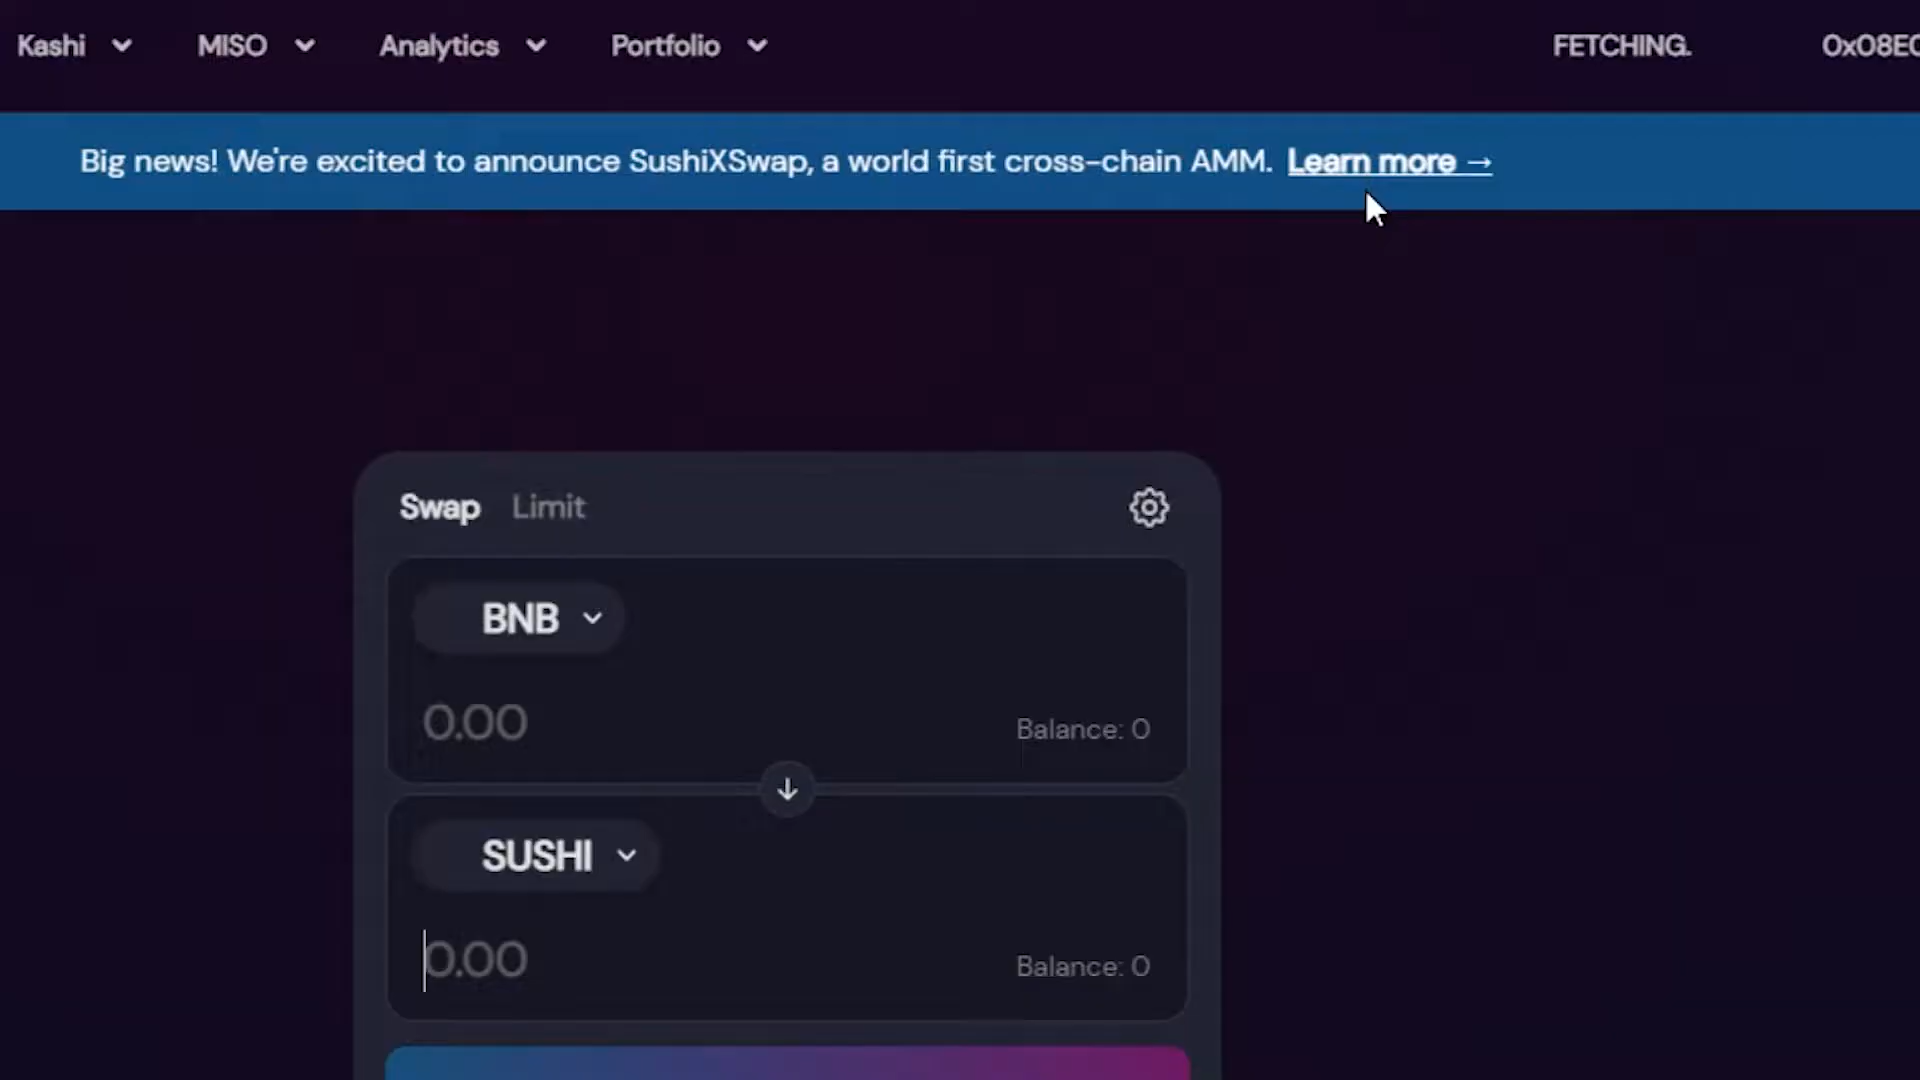 Kashi MISO Analytics Portfolio FETCHING. 0x08E0
Big news! We're excited to announce SushiXSwap, a world first cross-chain AMM. Learn more →
Swap Limit
BNB
0.00 Balance: 0
SUSHI
0.00 Balance: 0